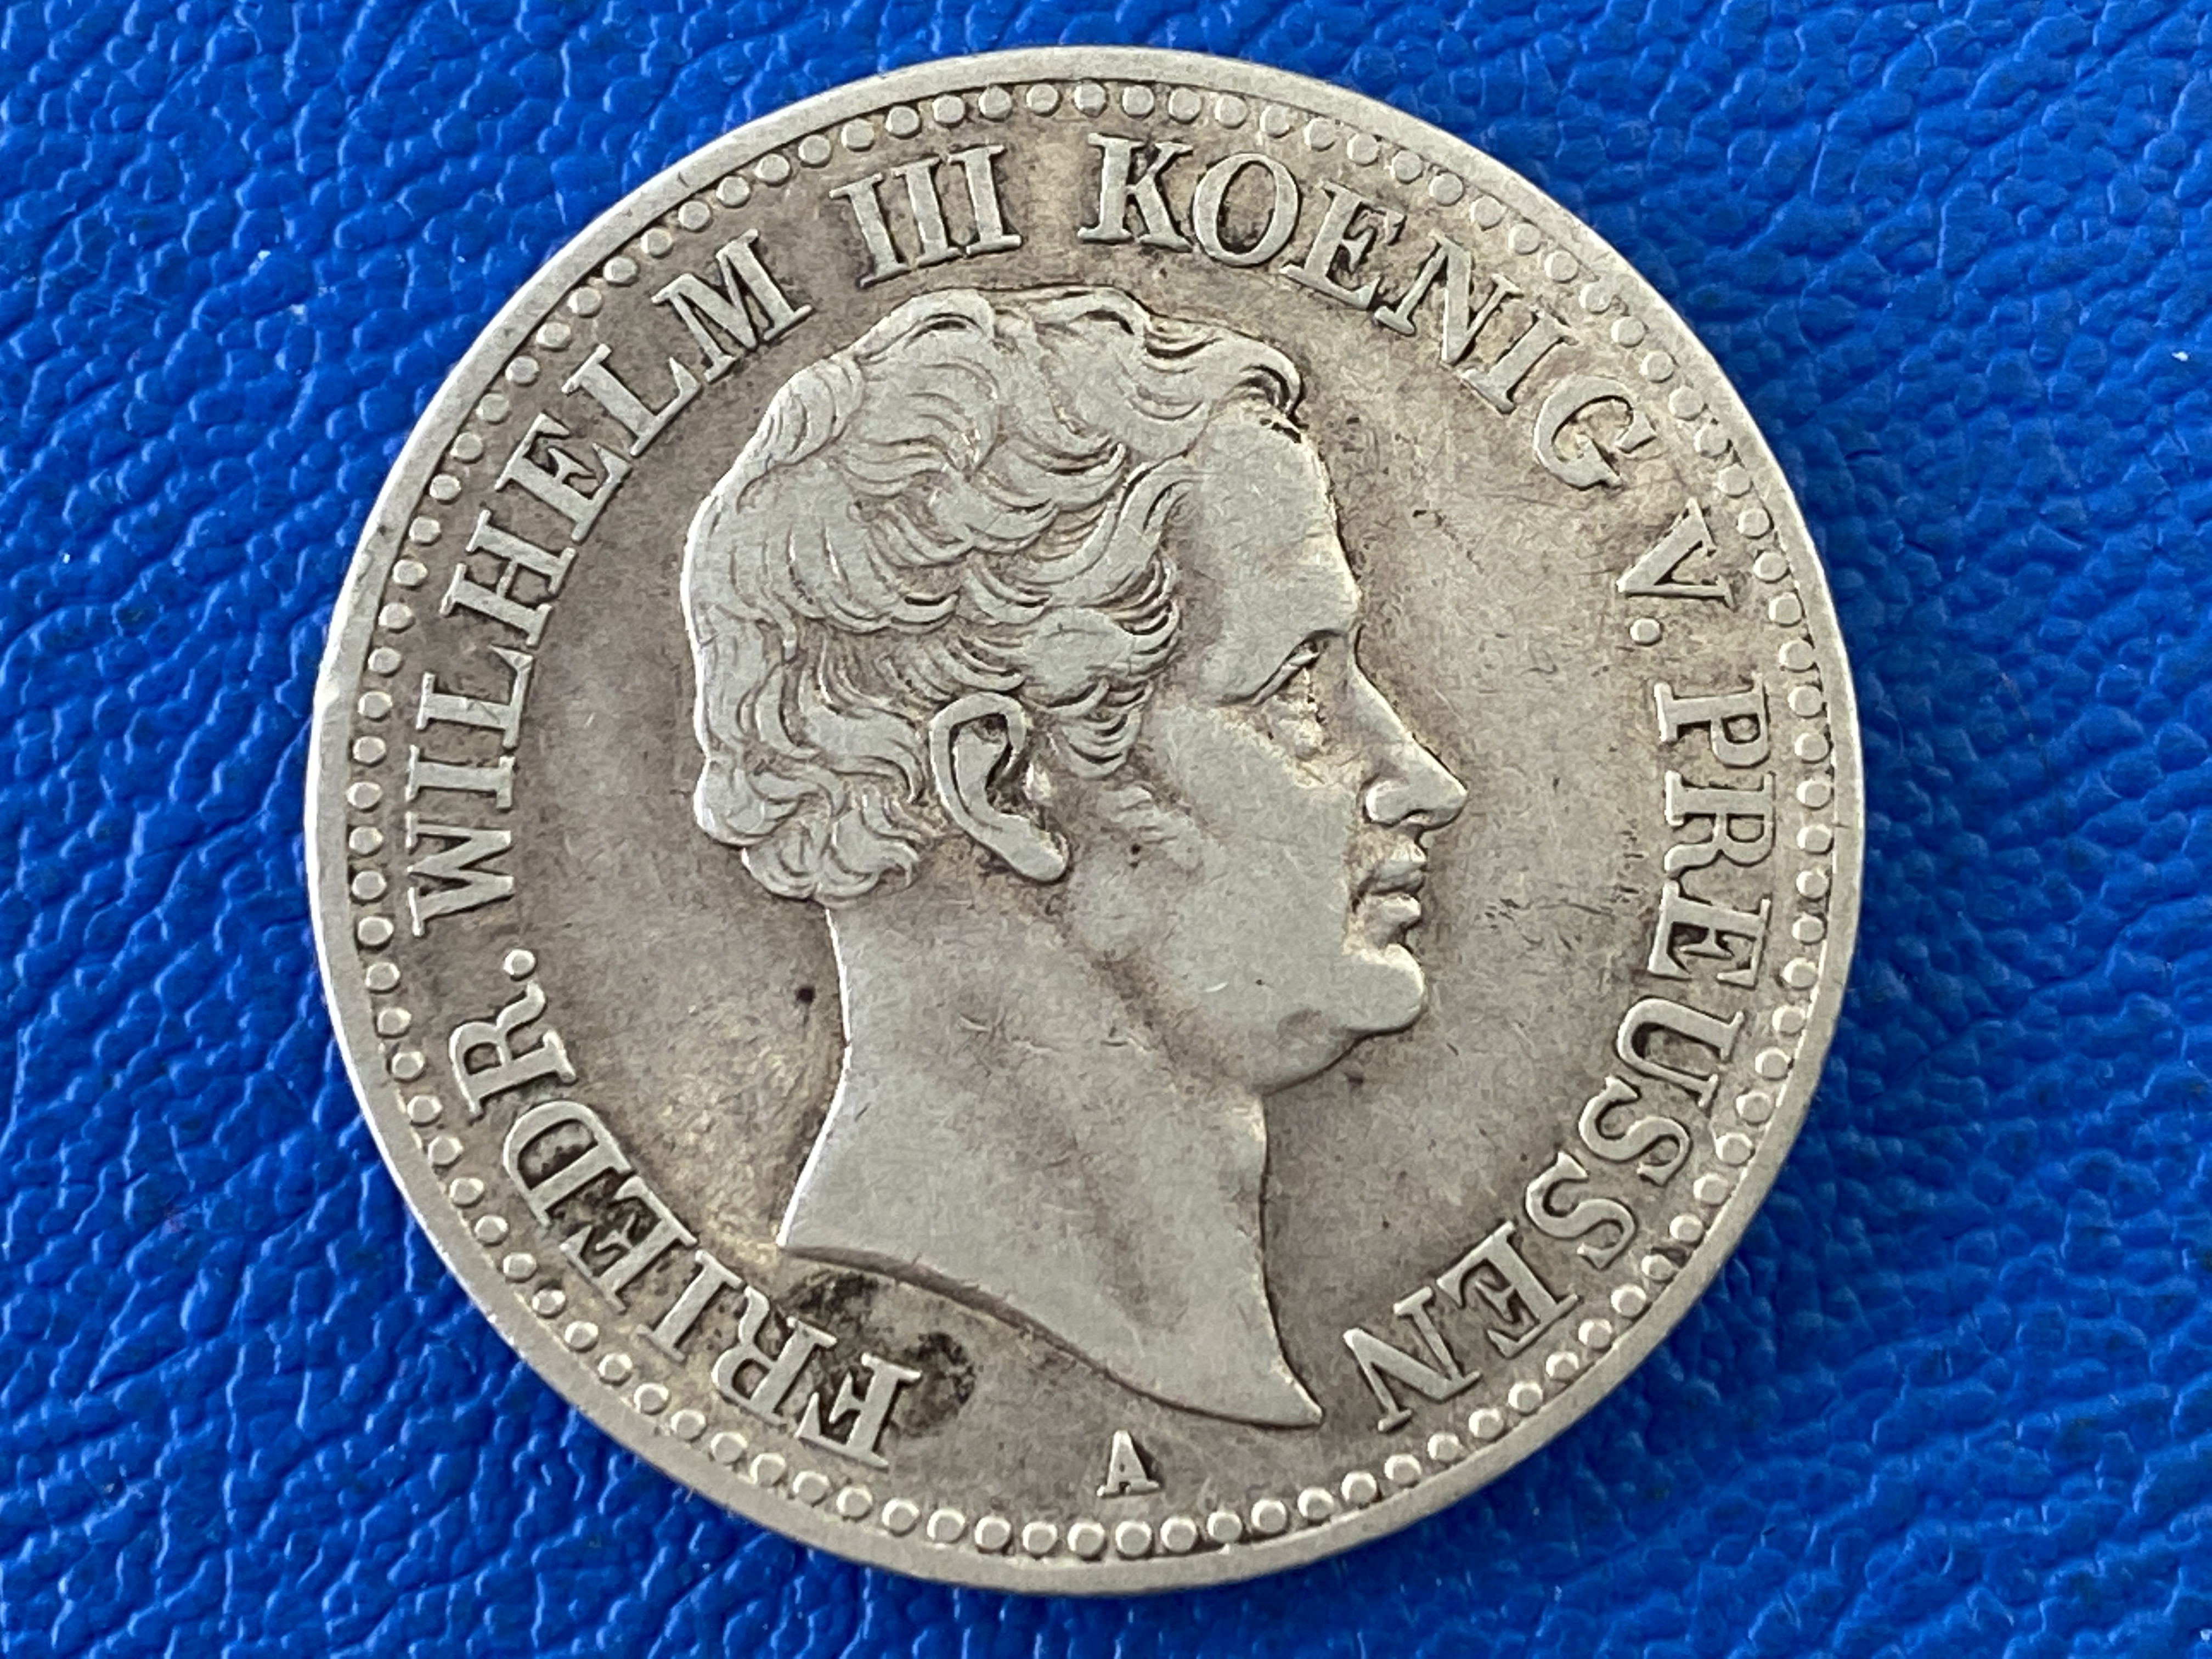 FRIEDR. WILHELM III KOENIG V. PREUSSEN
A